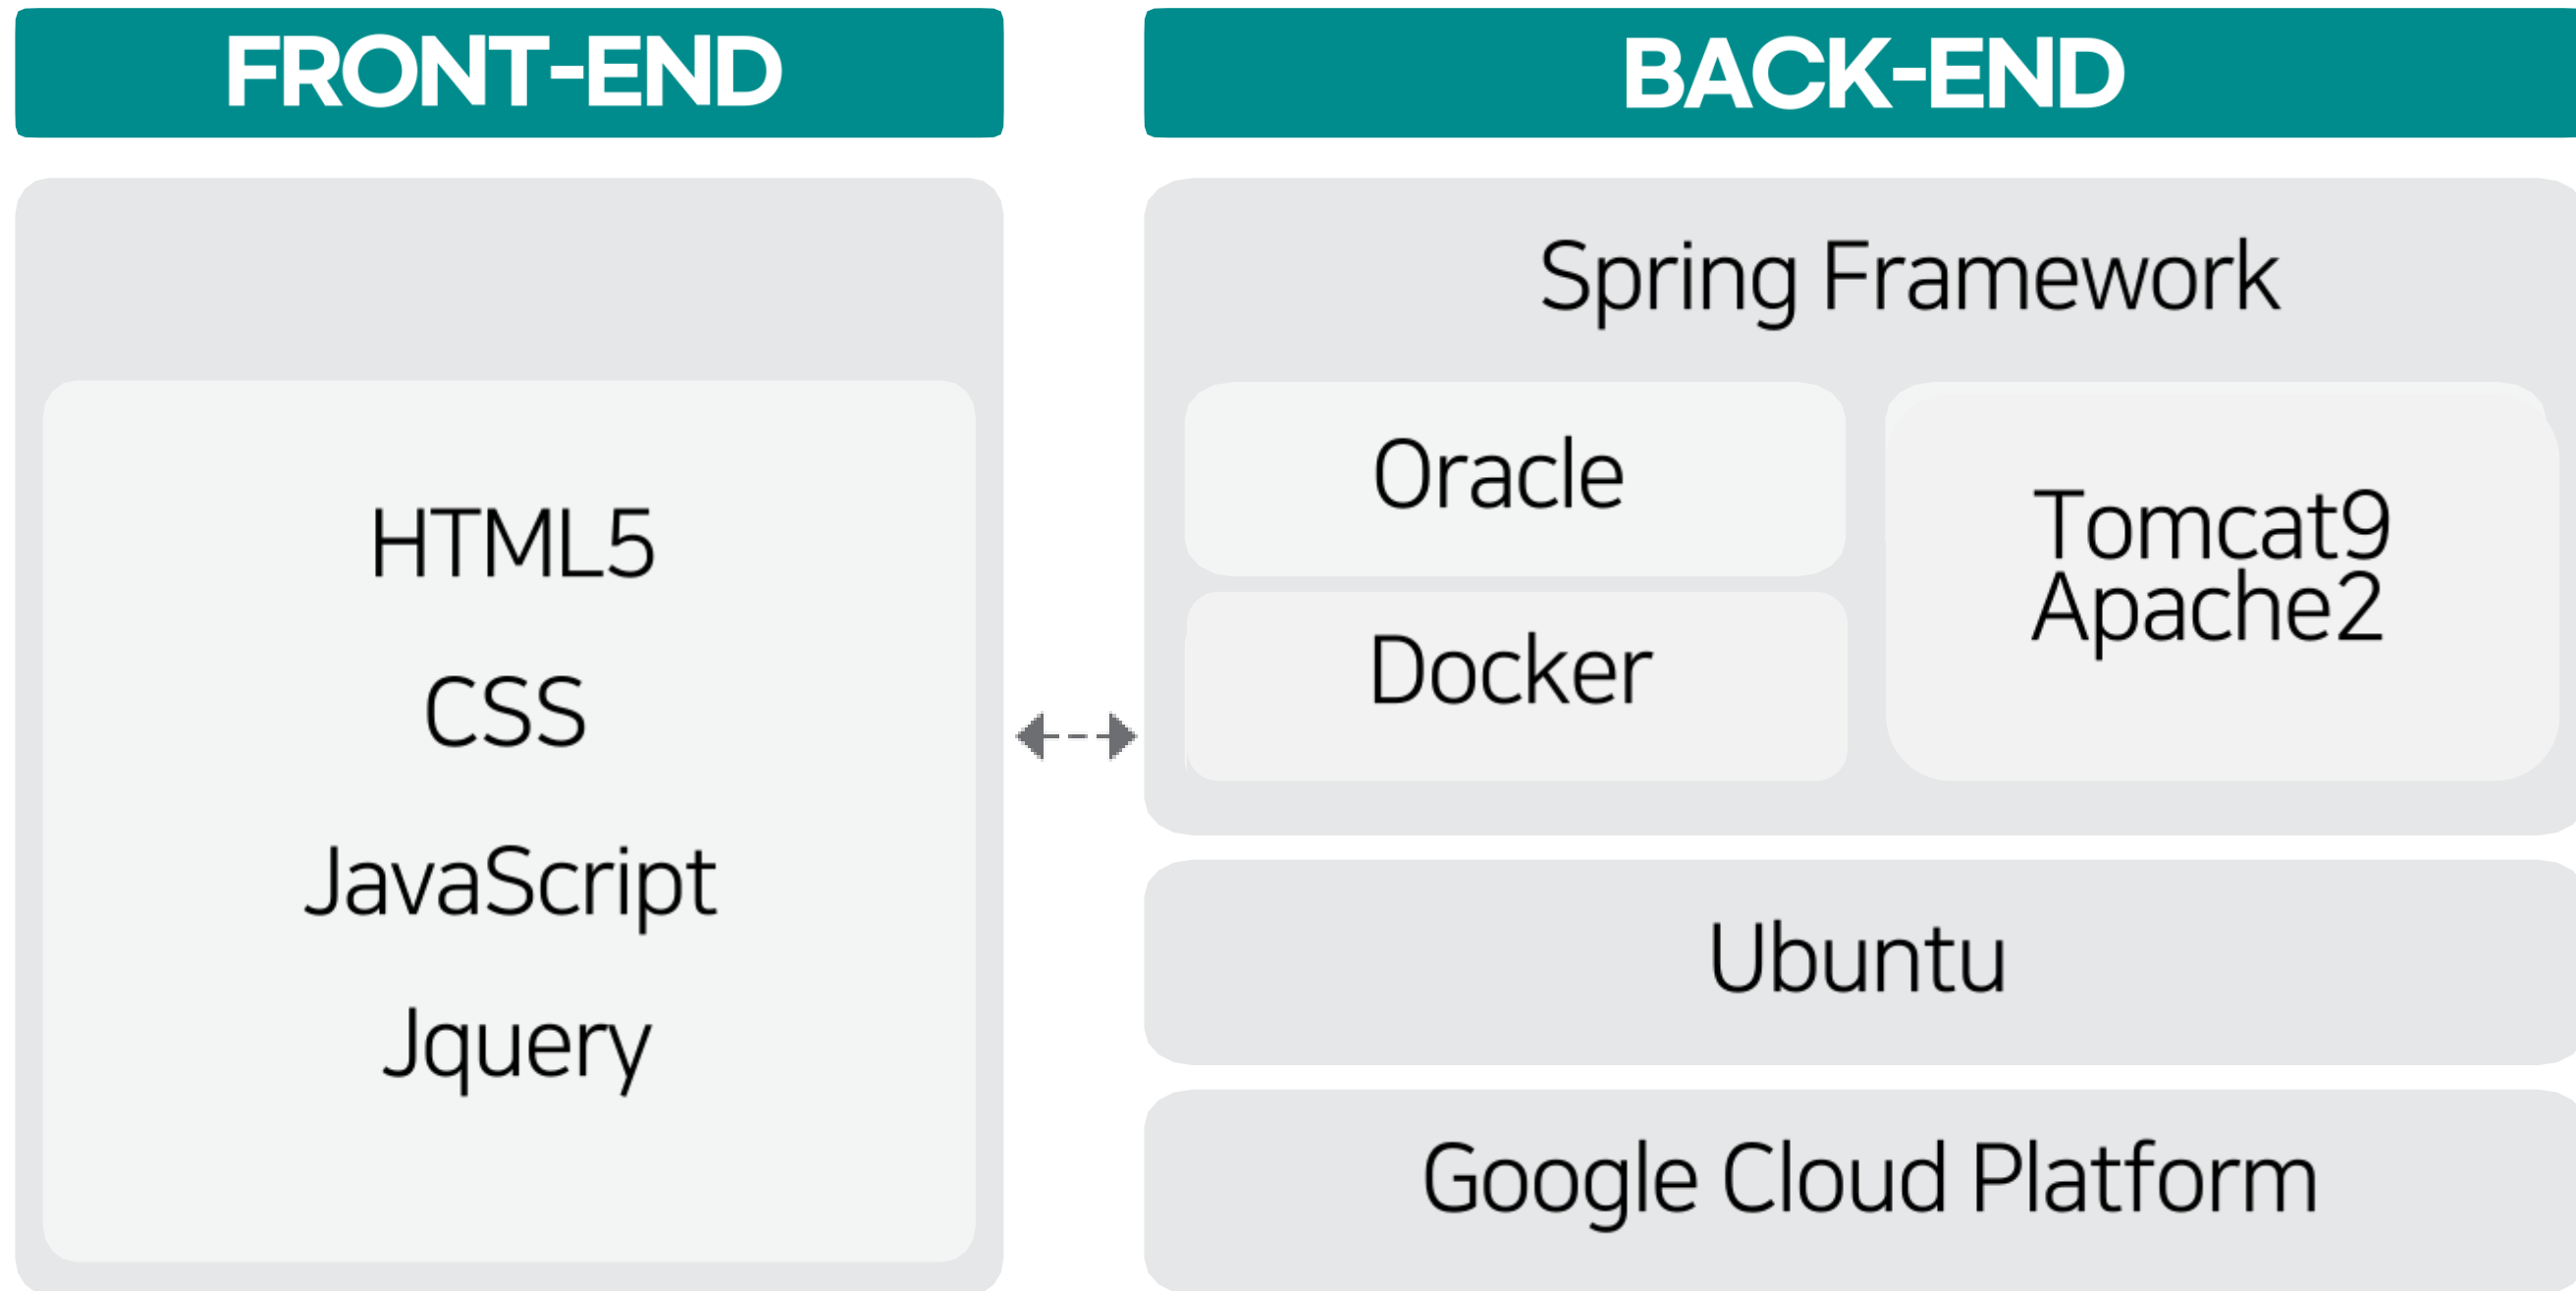 FRONT-END
HTML5
CSS
JavaScript
Jquery
BACK-END
Spring Framework
Oracle
Docker
Tomcat9
Apache2
Ubuntu
Google Cloud Platform